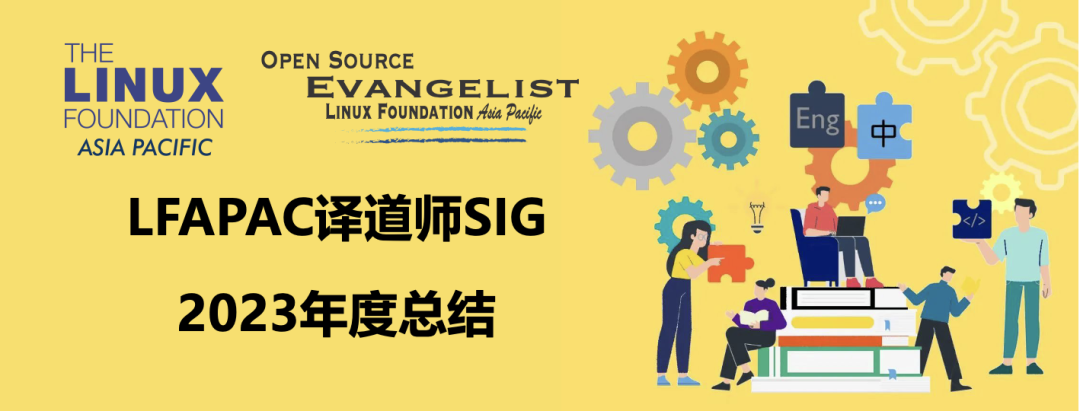 THE
LINUX
FOUNDATION
ASIA PACIFIC
OPEN SOURCE
EVANGELIST
LINUX FOUNDATION Asia Pacific
LFAPAC译道师SIG
2023年度总结
Eng
中
</>